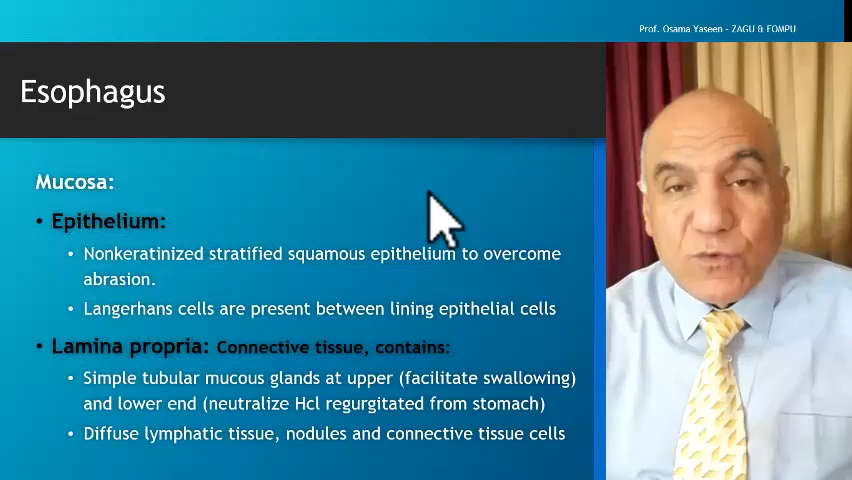 Prof. Osama Yaseen - ZAGU & FOMPU
Esophagus
Mucosa:
• Epithelium:
• Nonkeratinized stratified squamous epithelium to overcome
abrasion.
• Langerhans cells are present between lining epithelial cells
• Lamina propria: Connective tissue, contains:
• Simple tubular mucous glands at upper (facilitate swallowing)
and lower end (neutralize Hcl regurgitated from stomach)
• Diffuse lymphatic tissue, nodules and connective tissue cells